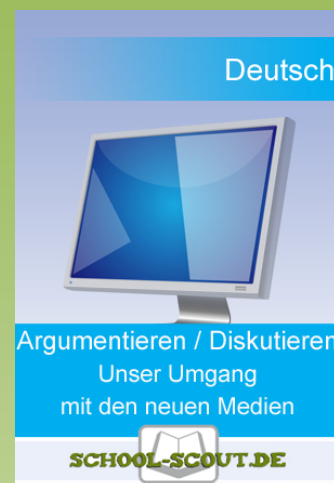 Deutsch
Argumentieren / Diskutieren
Unser Umgang
mit den neuen Medien
SCHOOL-SCOUT.DE